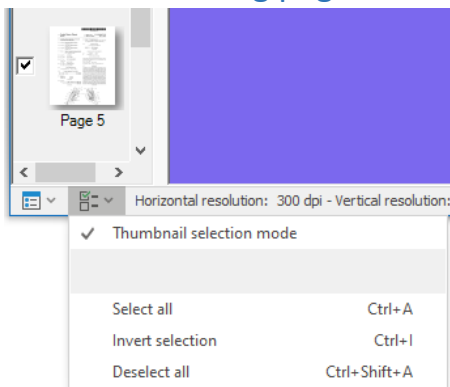 Page 5
Horizontal resolution: 300 dpi - Vertical resolution:
Thumbnail selection mode
Select all Ctrl+A
Invert selection Ctrl+I
Deselect all Ctrl+Shift+A